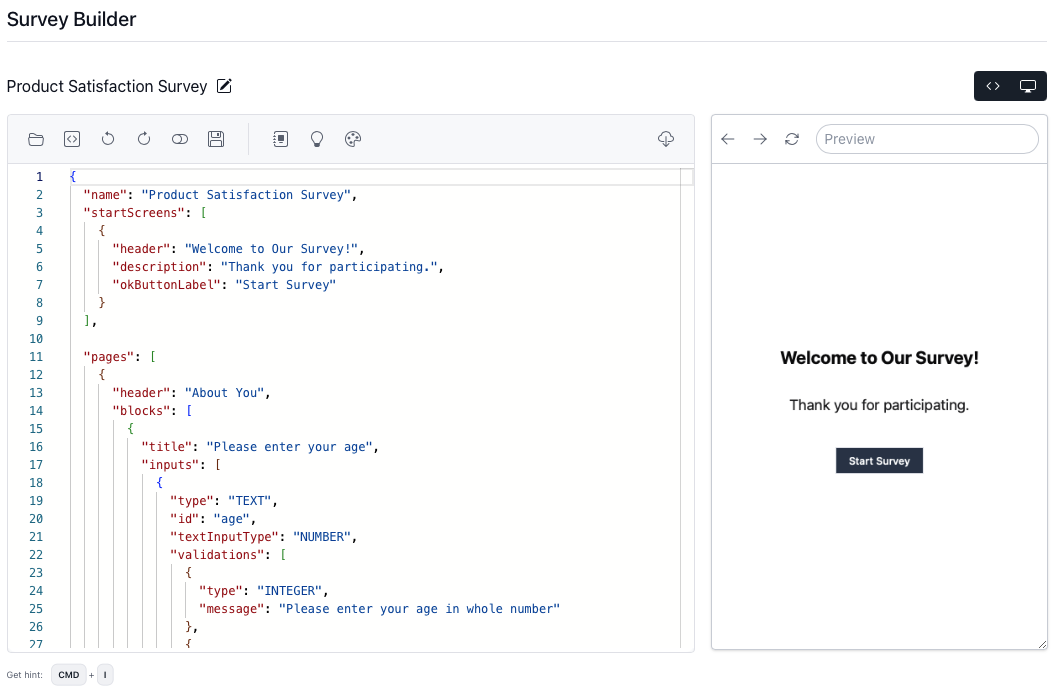 Survey Builder
Product Satisfaction Survey
Preview
1 {
2 "name": "Product Satisfaction Survey",
3 "startScreens": [
4 {
5 "header": "Welcome to Our Survey!",
6 "description": "Thank you for participating.",
7 "okButtonLabel": "Start Survey"
8 }
9 ],
10
11 "pages": [
12 {
13 "header": "About You",
14 "blocks": [
15 {
16 "title": "Please enter your age",
17 "inputs": [
18 {
19 "type": "TEXT",
20 "id": "age",
21 "textInputType": "NUMBER",
22 "validations": [
23 {
24 "type": "INTEGER",
25 "message": "Please enter your age in whole number"
26 },
27 {
Welcome to Our Survey!
Thank you for participating.
Start Survey
Get hint: CMD + I